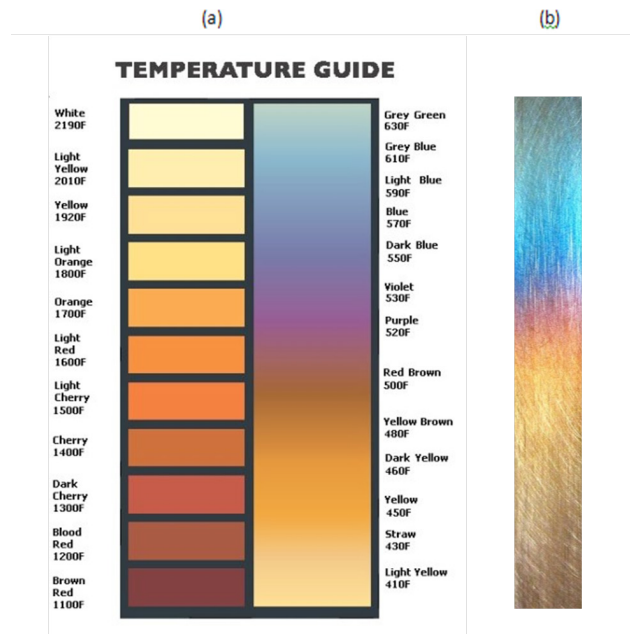 (a)
(b)
TEMPERATURE GUIDE
White
2190F
Light
Yellow
2010F
Yellow
1920F
Light
Orange
1800F
Orange
1700F
Light
Red
1600F
Light
Cherry
1500F
Cherry
1400F
Dark
Cherry
1300F
Blood
Red
1200F
Brown
Red
1100F
Grey Green
630F
Grey Blue
610F
Light Blue
590F
Blue
570F
Dark Blue
550F
Violet
530F
Purple
520F
Red Brown
500F
Yellow Brown
480F
Dark Yellow
460F
Yellow
450F
Straw
430F
Light Yellow
410F